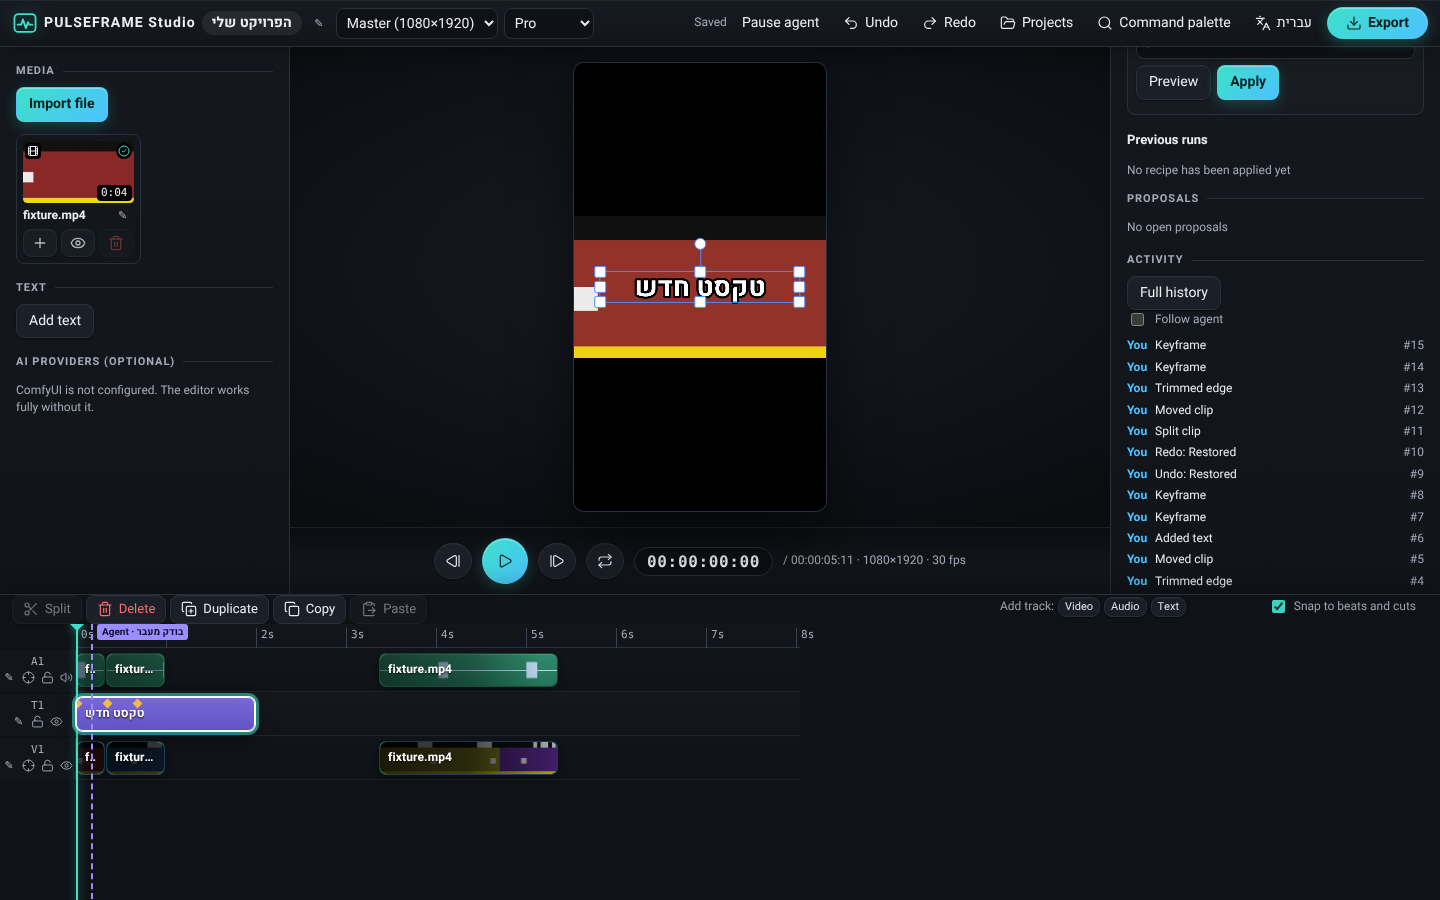 PULSEFRAME Studio
הפרויקט שלי
Master (1080×1920)
Pro
Saved
Pause agent
Undo
Redo
Projects
Command palette
עברית
Export
MEDIA
Import file
0:04
fixture.mp4
TEXT
Add text
AI PROVIDERS (OPTIONAL)
ComfyUI is not configured. The editor works
fully without it.
טקסט חדש
00:00:00:00
/ 00:00:05:11 · 1080×1920 · 30 fps
Preview
Apply
Previous runs
No recipe has been applied yet
PROPOSALS
No open proposals
ACTIVITY
Full history
Follow agent
You Keyframe #15
You Keyframe #14
You Trimmed edge #13
You Moved clip #12
You Split clip #11
You Redo: Restored #10
You Undo: Restored #9
You Keyframe #8
You Keyframe #7
You Added text #6
You Moved clip #5
You Trimmed edge #4
Split
Delete
Duplicate
Copy
Paste
Add track:
Video
Audio
Text
Snap to beats and cuts
0s
Agent · בודק מעבר
2s
3s
4s
5s
6s
7s
8s
A1
f…
fixtur…
fixture.mp4
T1
טקסט חדש
V1
f…
fixtur…
fixture.mp4